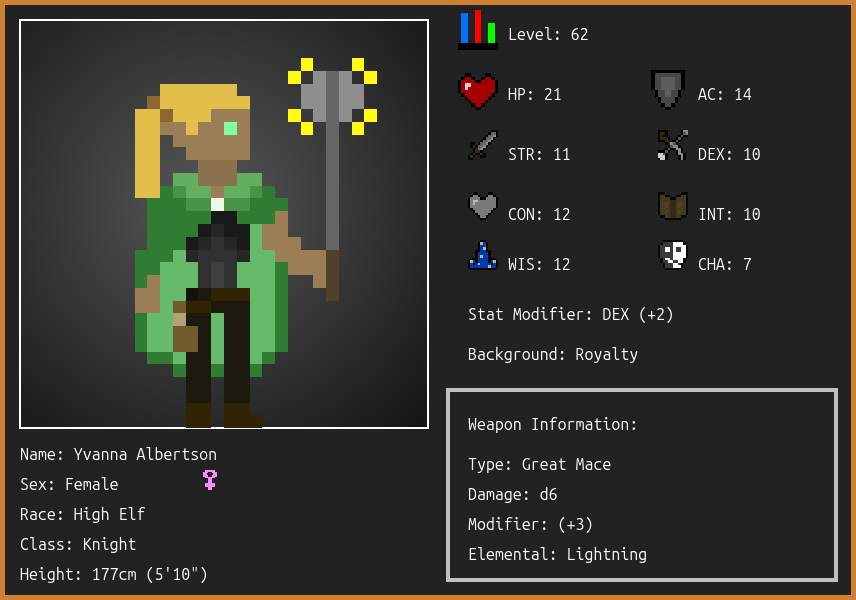 Level: 62
HP: 21
AC: 14
STR: 11
DEX: 10
CON: 12
INT: 10
WIS: 12
CHA: 7
Stat Modifier: DEX (+2)
Background: Royalty
Weapon Information:
Type: Great Mace
Damage: d6
Modifier: (+3)
Elemental: Lightning
Name: Yvanna Albertson
Sex: Female
Race: High Elf
Class: Knight
Height: 177cm (5'10")